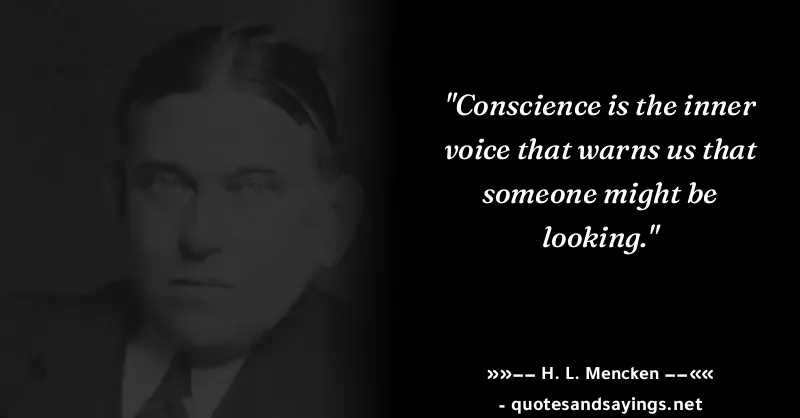 "Conscience is the inner
voice that warns us that
someone might be
looking."
»»–– H. L. Mencken ––««
- quotesandsayings.net